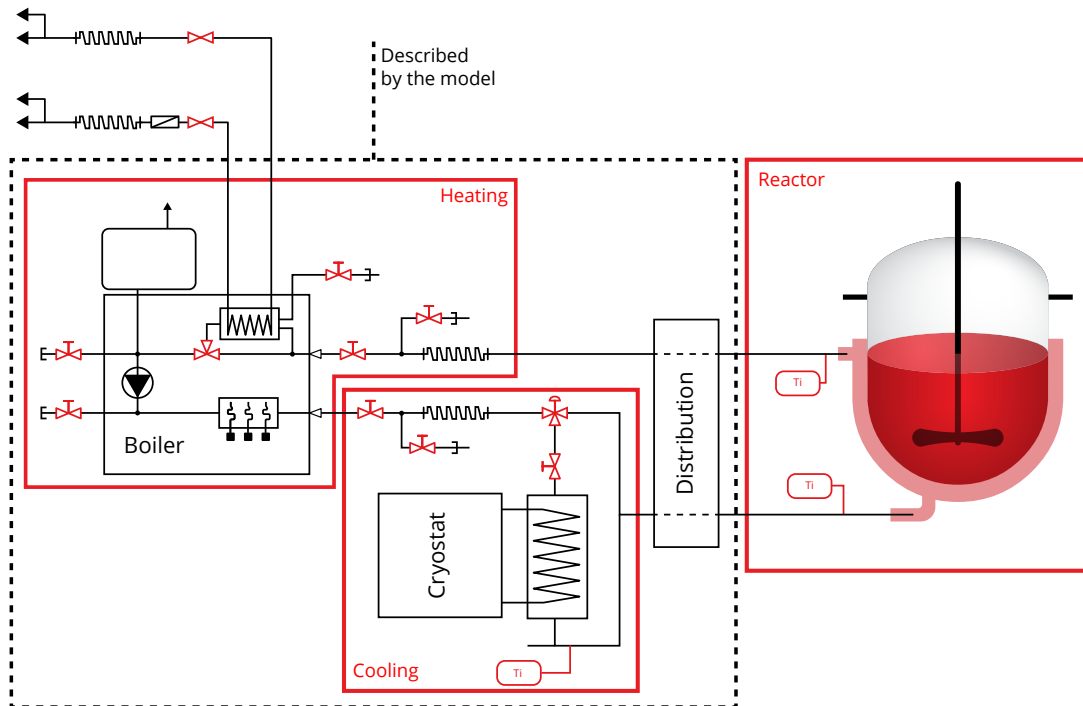 Described
by the model
Heating
Reactor
Ti
Boiler
Distribution
Ti
Cryostat
Cooling
Ti